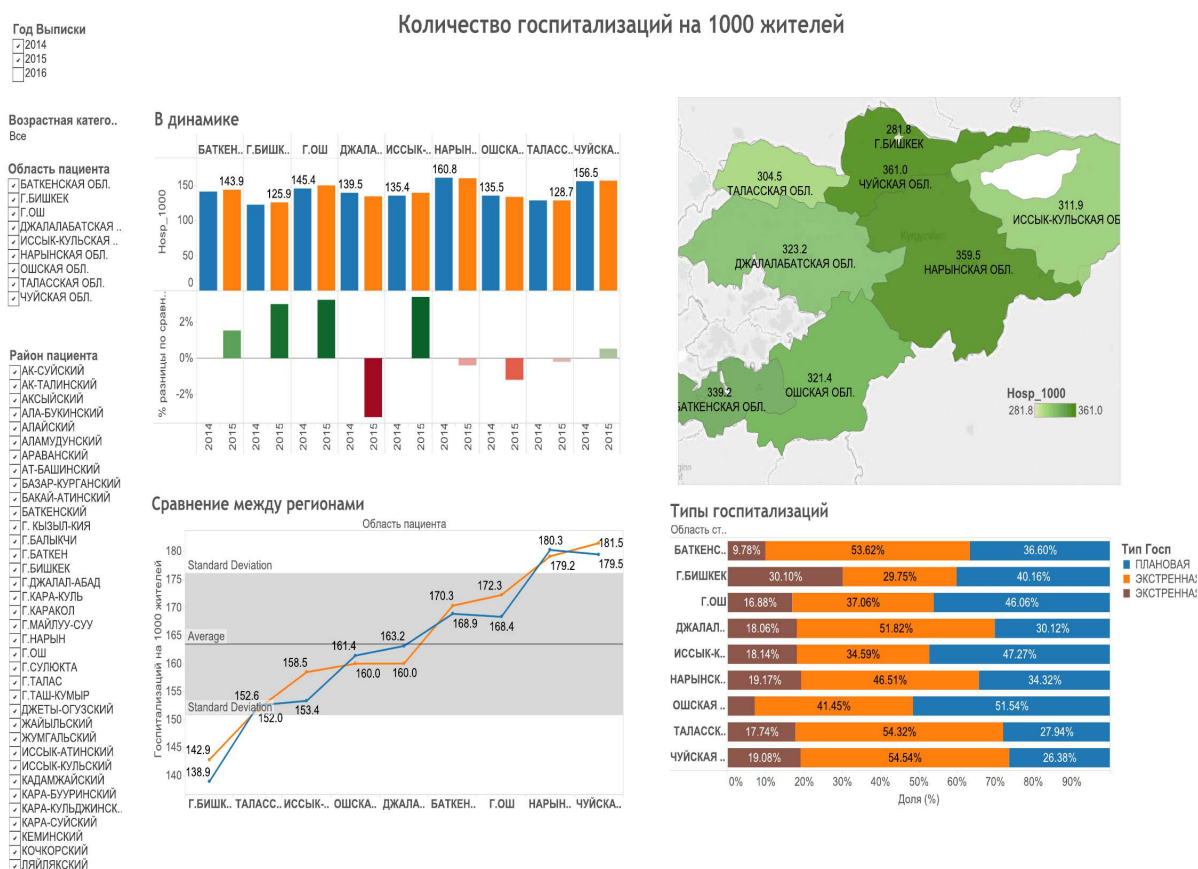 Количество госпитализаций на 1000 жителей
Год Выписки
2014
2015
2016
Возрастная катего..
Все
Область пациента
БАТКЕНСКАЯ ОБЛ.
Г.БИШКЕК
Г.ОШ
ДЖАЛАЛАБАТСКАЯ ..
ИССЫК-КУЛЬСКАЯ ..
НАРЫНСКАЯ ОБЛ.
ОШСКАЯ ОБЛ.
ТАЛАССКАЯ ОБЛ.
ЧУЙСКАЯ ОБЛ.
Район пациента
АК-СУЙСКИЙ
АК-ТАЛИНСКИЙ
АКСЫЙСКИЙ
АЛА-БУКИНСКИЙ
АЛАЙСКИЙ
АЛАМУДУНСКИЙ
АРАВАНСКИЙ
АТ-БАШИНСКИЙ
БАЗАР-КУРГАНСКИЙ
БАКАЙ-АТИНСКИЙ
БАТКЕНСКИЙ
Г. КЫЗЫЛ-КИЯ
Г.БАЛЫКЧИ
Г.БАТКЕН
Г.БИШКЕК
Г.ДЖАЛАЛ-АБАД
Г.КАРА-КУЛЬ
Г.КАРАКОЛ
Г.МАЙЛУУ-СУУ
Г.НАРЫН
Г.ОШ
Г.СУЛЮКТА
Г.ТАЛАС
Г.ТАШ-КУМЫР
ДЖЕТЫ-ОГУЗСКИЙ
ЖАЙЫЛЬСКИЙ
ЖУМГАЛЬСКИЙ
ИССЫК-АТИНСКИЙ
ИССЫК-КУЛЬСКИЙ
КАДАМЖАЙСКИЙ
КАРА-БУУРИНСКИЙ
КАРА-КУЛЬДЖИНСК..
КАРА-СУЙСКИЙ
КЕМИНСКИЙ
КОЧКОРСКИЙ
ЛЯЙЛЯКСКИЙ
В динамике
БАТКЕН.. Г.БИШК.. Г.ОШ ДЖАЛА.. ИССЫК-.. НАРЫН.. ОШСКА.. ТАЛАСС.. ЧУЙСКА..
Hosp_1000
150
100
50
0
143.9 125.9 145.4 139.5 135.4 160.8 135.5 128.7 156.5
% разницы по сравн..
2%
0%
-2%
2014 2015 2014 2015 2014 2015 2014 2015 2014 2015 2014 2015 2014 2015 2014 2015 2014 2015
281.8
Г.БИШКЕК
361.0
ЧУЙСКАЯ ОБЛ.
304.5
ТАЛАССКАЯ ОБЛ.
311.9
ИССЫК-КУЛЬСКАЯ ОБ
323.2
ДЖАЛАЛАБАТСКАЯ ОБЛ.
359.5
НАРЫНСКАЯ ОБЛ.
321.4
ОШСКАЯ ОБЛ.
339.2
БАТКЕНСКАЯ ОБЛ.
Hosp_1000
281.8 361.0
Сравнение между регионами
Область пациента
Госпитализаций на 1000 жителей
180
175
170
165
160
155
150
145
140
Standard Deviation
Average
Standard Deviation
142.9
138.9
152.6
152.0
158.5
153.4
161.4
160.0
163.2
160.0
170.3
168.9
172.3
168.4
180.3
179.2
181.5
179.5
Г.БИШК.. ТАЛАСС.. ИССЫК-.. ОШСКА.. ДЖАЛА.. БАТКЕН.. Г.ОШ НАРЫН.. ЧУЙСКА..
Типы госпитализаций
Область ст..
БАТКЕНС.. 9.78% 53.62% 36.60%
Г.БИШКЕК 30.10% 29.75% 40.16%
Г.ОШ 16.88% 37.06% 46.06%
ДЖАЛАЛ.. 18.06% 51.82% 30.12%
ИССЫК-К.. 18.14% 34.59% 47.27%
НАРЫНСК.. 19.17% 46.51% 34.32%
ОШСКАЯ .. 41.45% 51.54%
ТАЛАССК.. 17.74% 54.32% 27.94%
ЧУЙСКАЯ .. 19.08% 54.54% 26.38%
0% 10% 20% 30% 40% 50% 60% 70% 80% 90%
Доля (%)
Тип Госп
ПЛАНОВАЯ
ЭКСТРЕННАЯ
ЭКСТРЕННАЯ